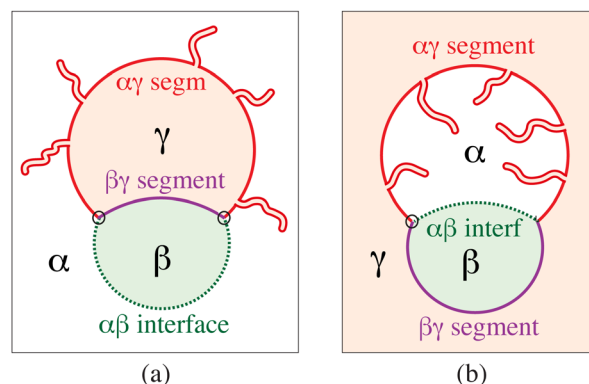 αγ segm
γ
βγ segment
α
β
αβ interface
(a)
αγ segment
α
αβ interf
γ
β
βγ segment
(b)